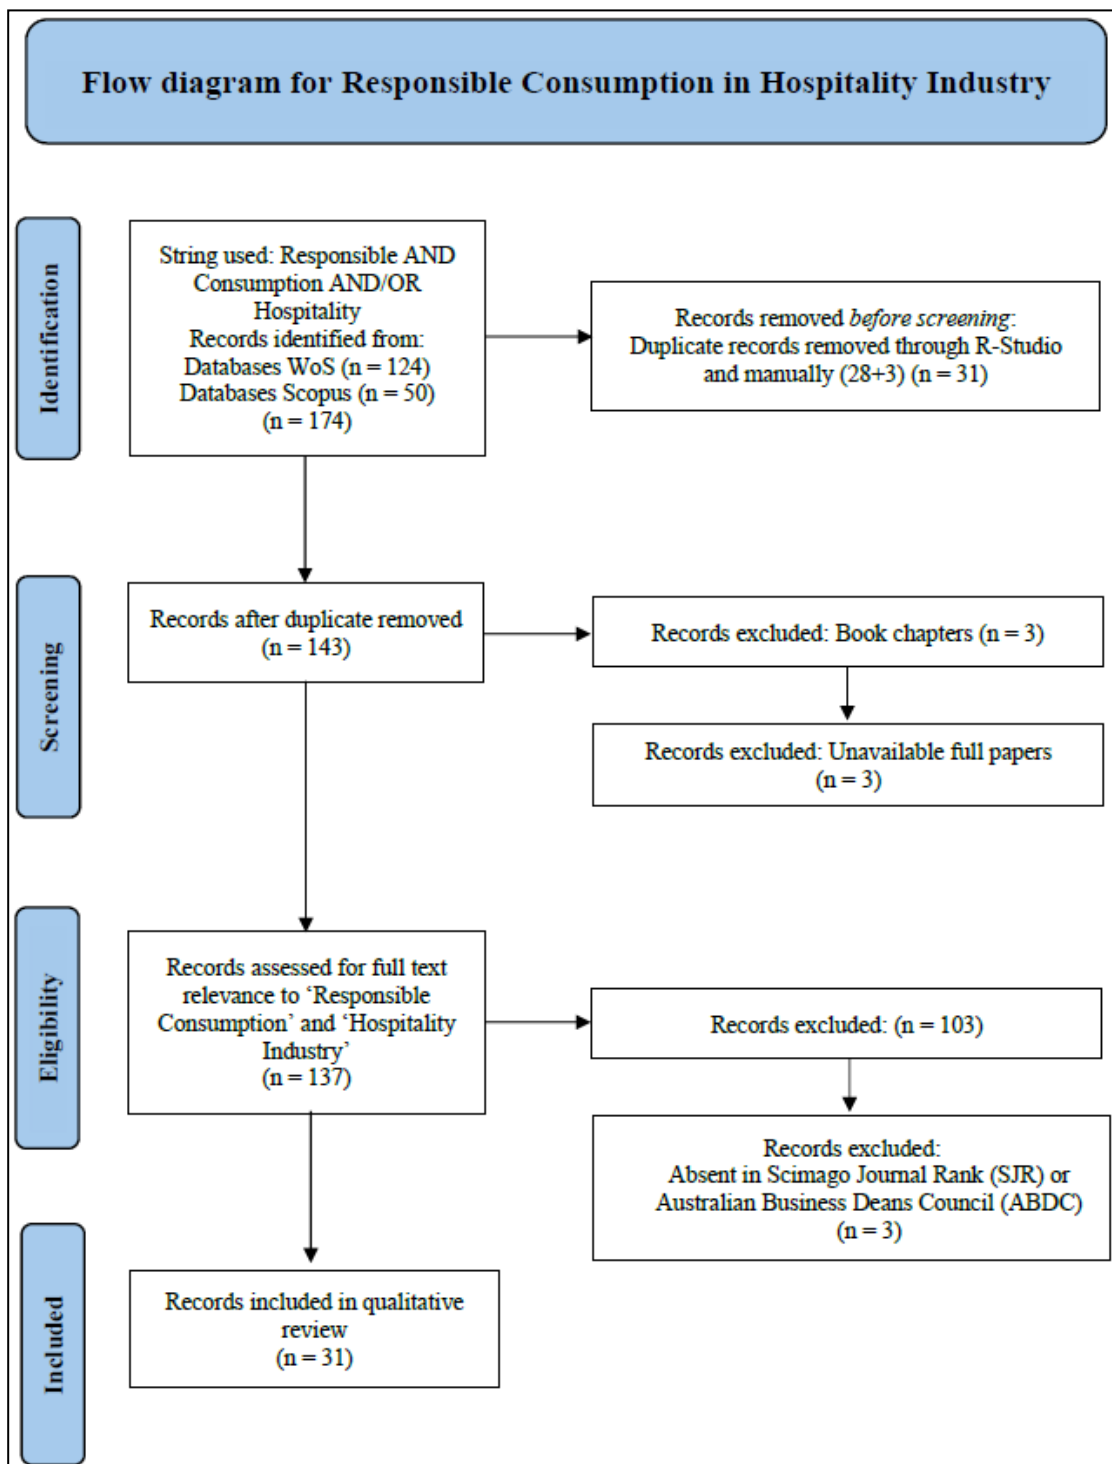 Flow diagram for Responsible Consumption in Hospitality Industry
Identification
String used: Responsible AND
Consumption AND/OR
Hospitality
Records identified from:
Databases WoS (n = 124)
Databases Scopus (n = 50)
(n = 174)
Records removed before screening:
Duplicate records removed through R-Studio
and manually (28+3) (n = 31)
Screening
Records after duplicate removed
(n = 143)
Records excluded: Book chapters (n = 3)
Records excluded: Unavailable full papers
(n = 3)
Eligibility
Records assessed for full text
relevance to ‘Responsible
Consumption’ and ‘Hospitality
Industry’
(n = 137)
Records excluded: (n = 103)
Records excluded:
Absent in Scimago Journal Rank (SJR) or
Australian Business Deans Council (ABDC)
(n = 3)
Included
Records included in qualitative
review
(n = 31)